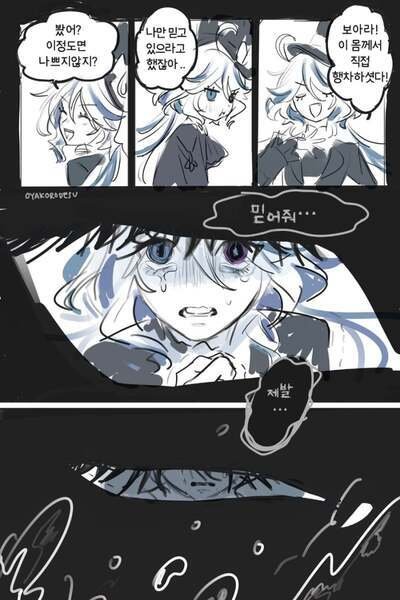 봤어?
이정도면
나쁘지않지?
나만 믿고
있으라고
했잖아..
보아라!
이 몸께서
직접
행차하셧다!
OYAKORODESU
믿어줘...
제발
...